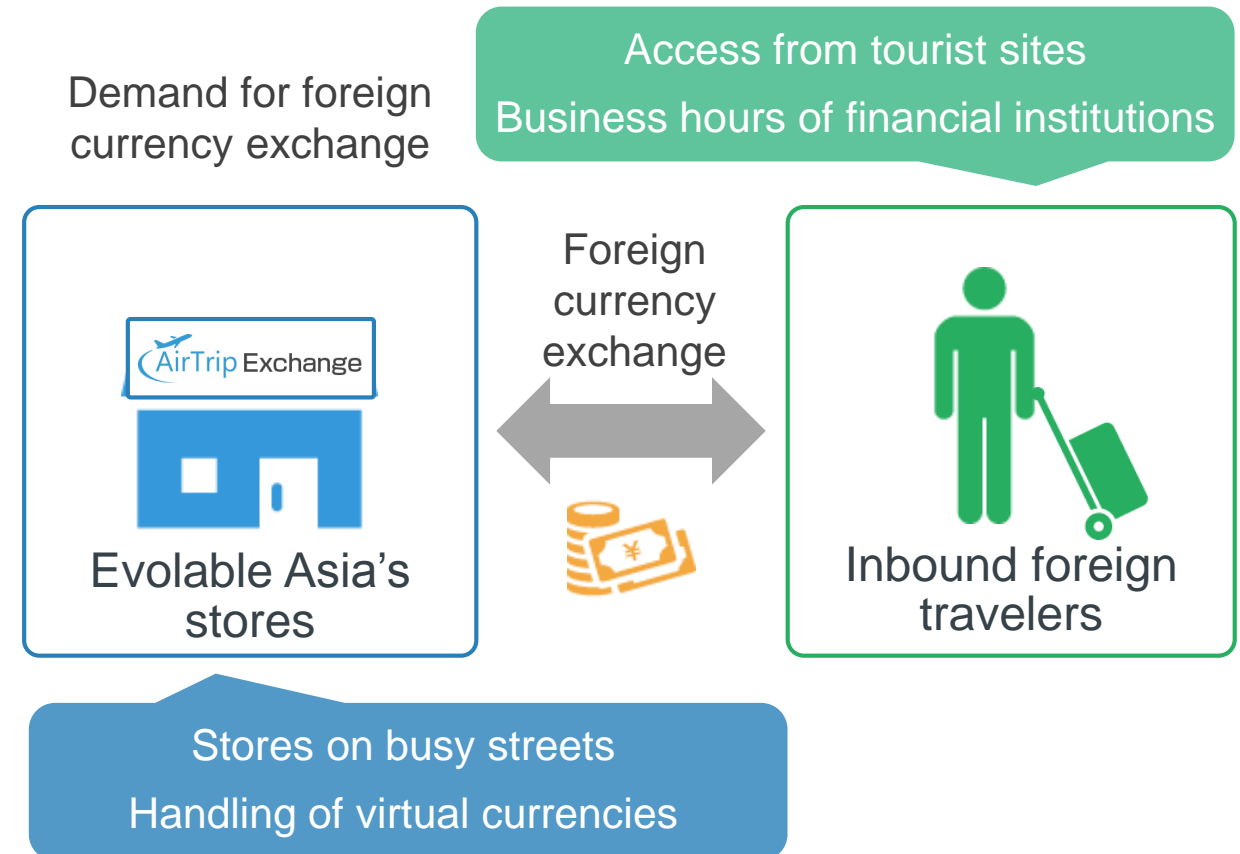 Access from tourist sites
Business hours of financial institutions
Demand for foreign
currency exchange
AirTrip Exchange
Evolable Asia's
stores
Foreign
currency
exchange
¥
Inbound foreign
travelers
Stores on busy streets
Handling of virtual currencies